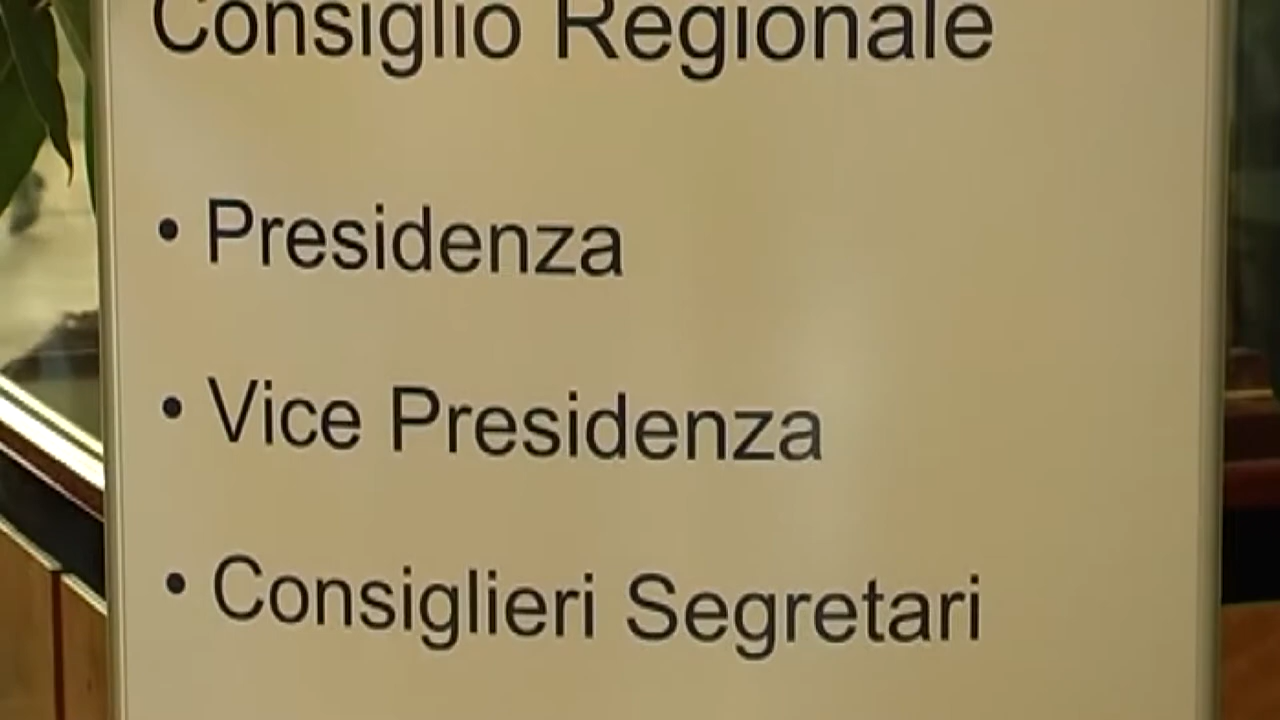 Consiglio Regionale
• Presidenza
• Vice Presidenza
• Consiglieri Segretari